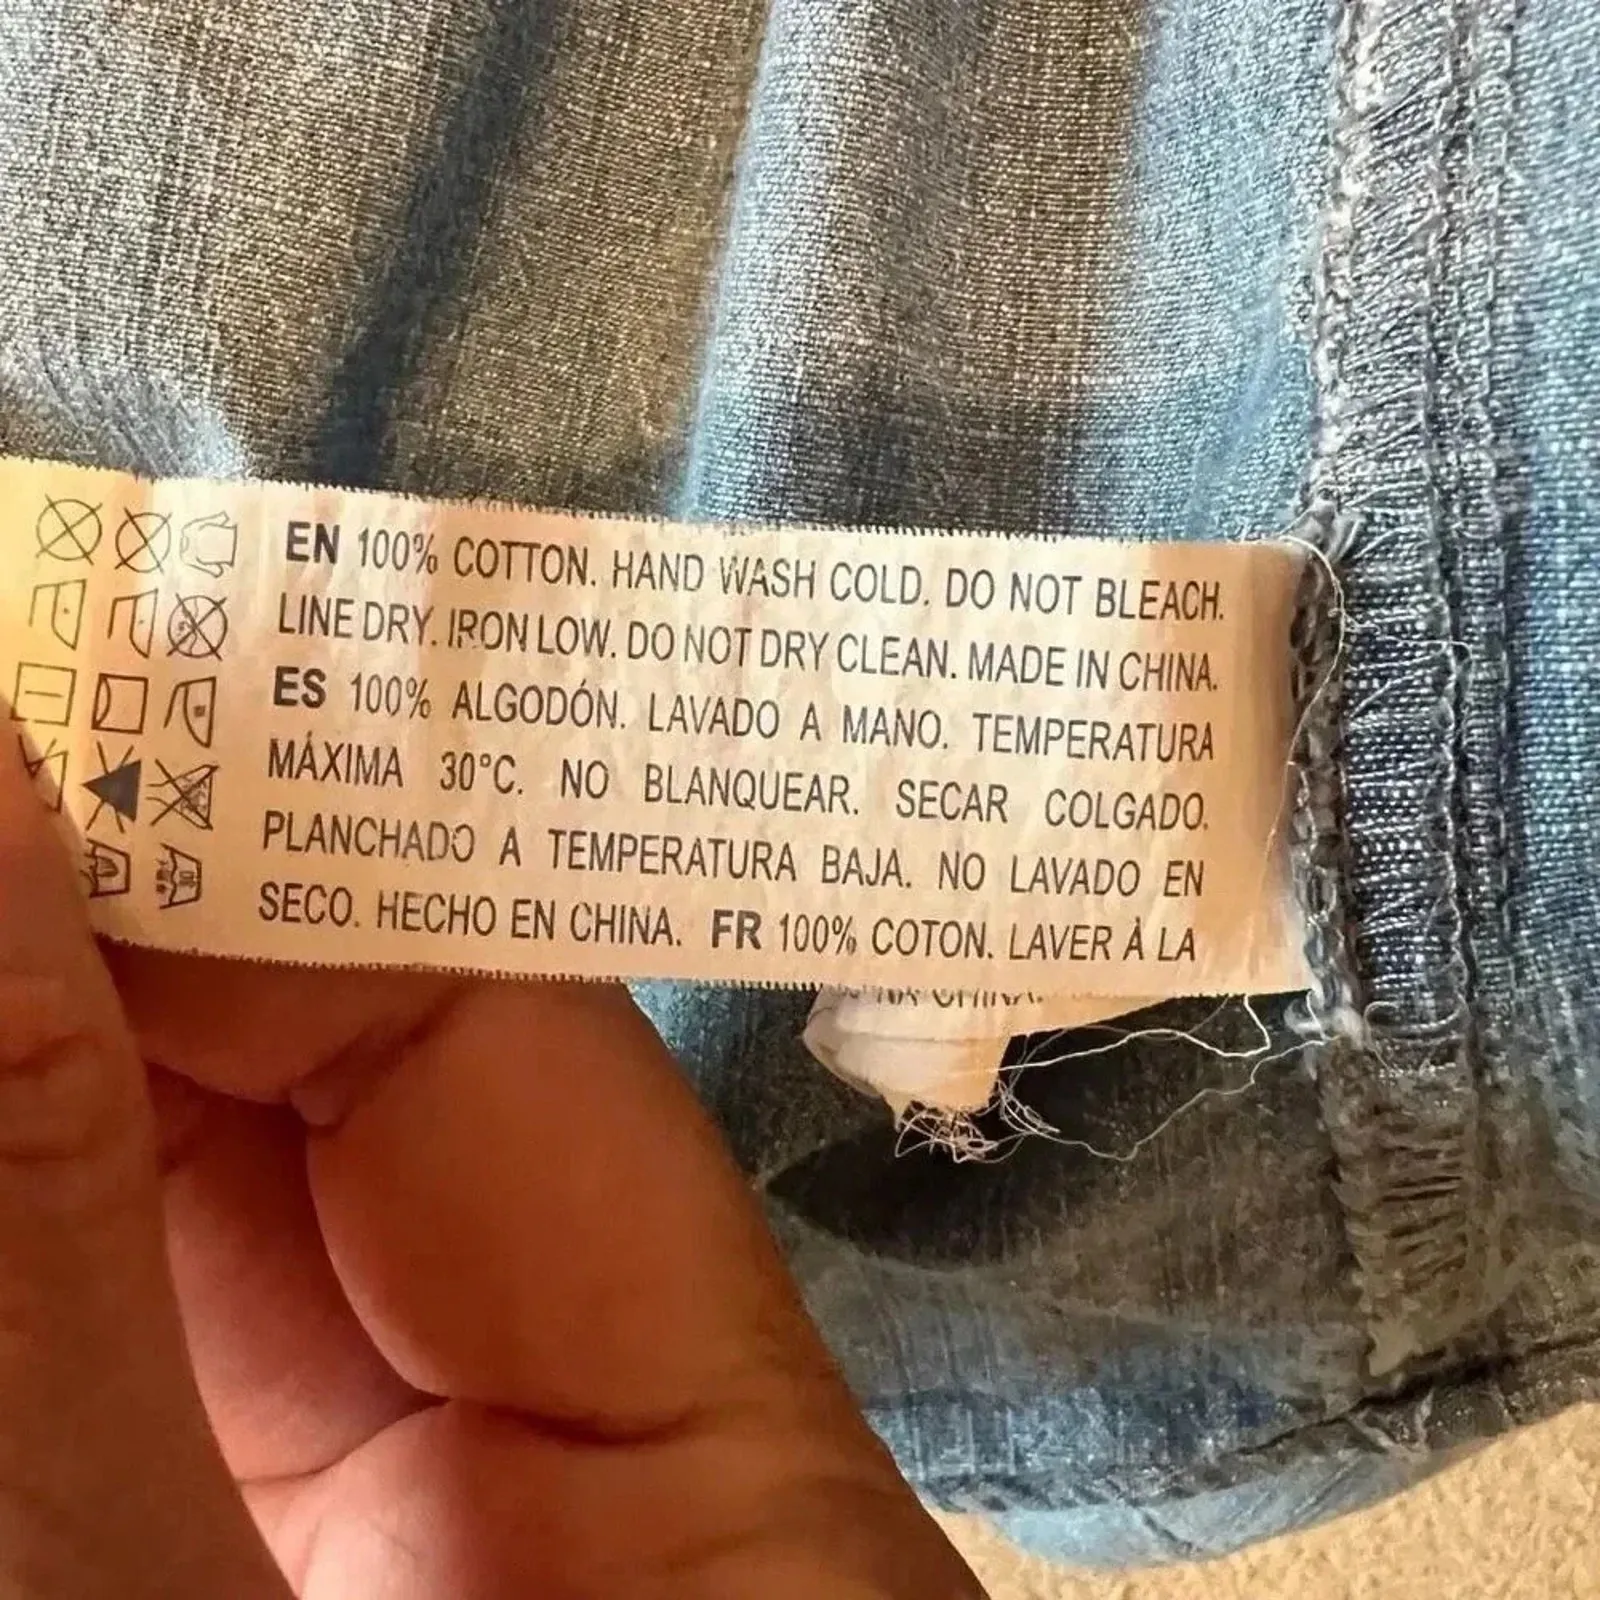 EN 100% COTTON. HAND WASH COLD. DO NOT BLEACH.
LINE DRY. IRON LOW. DO NOT DRY CLEAN. MADE IN CHINA.
ES 100% ALGODÓN. LAVADO A MANO. TEMPERATURA
MÁXIMA 30°C. NO BLANQUEAR. SECAR COLGADO.
PLANCHADO A TEMPERATURA BAJA. NO LAVADO EN
SECO. HECHO EN CHINA. FR 100% COTON. LAVER À LA
CHINA.